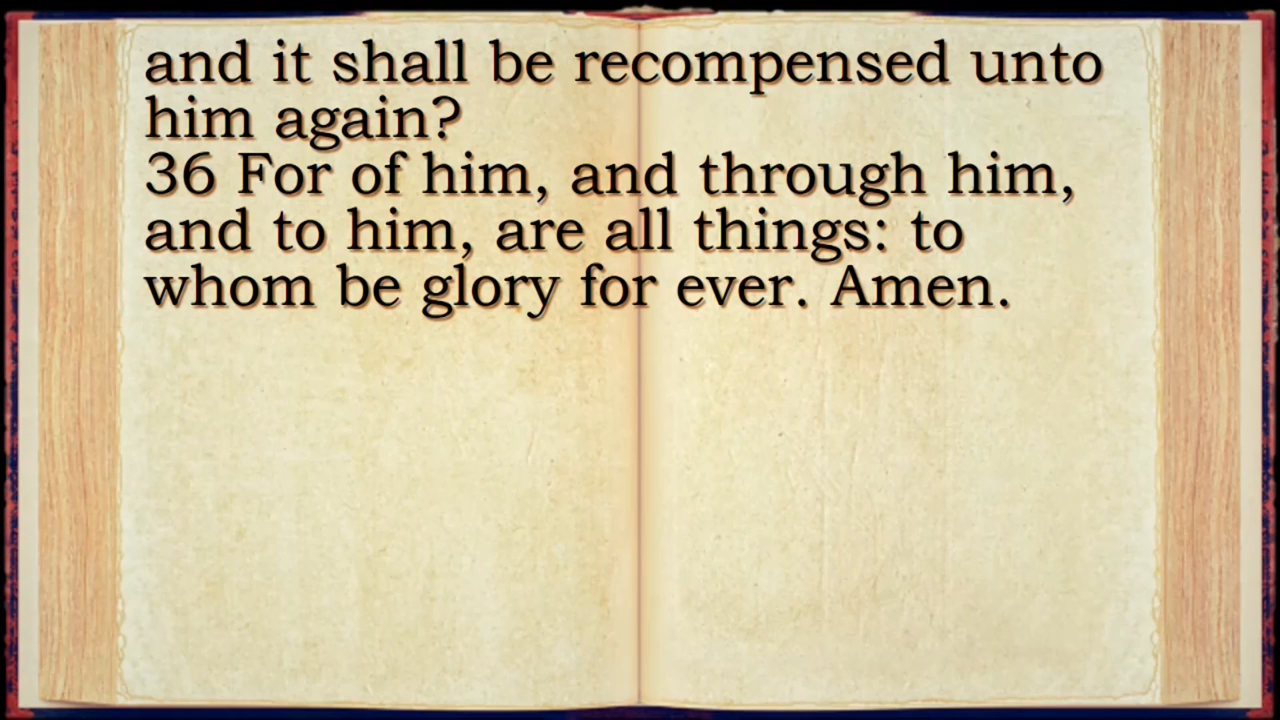 and it shall be recompensed unto
him again?
36 For of him, and through him,
and to him, are all things: to
whom be glory for ever. Amen.